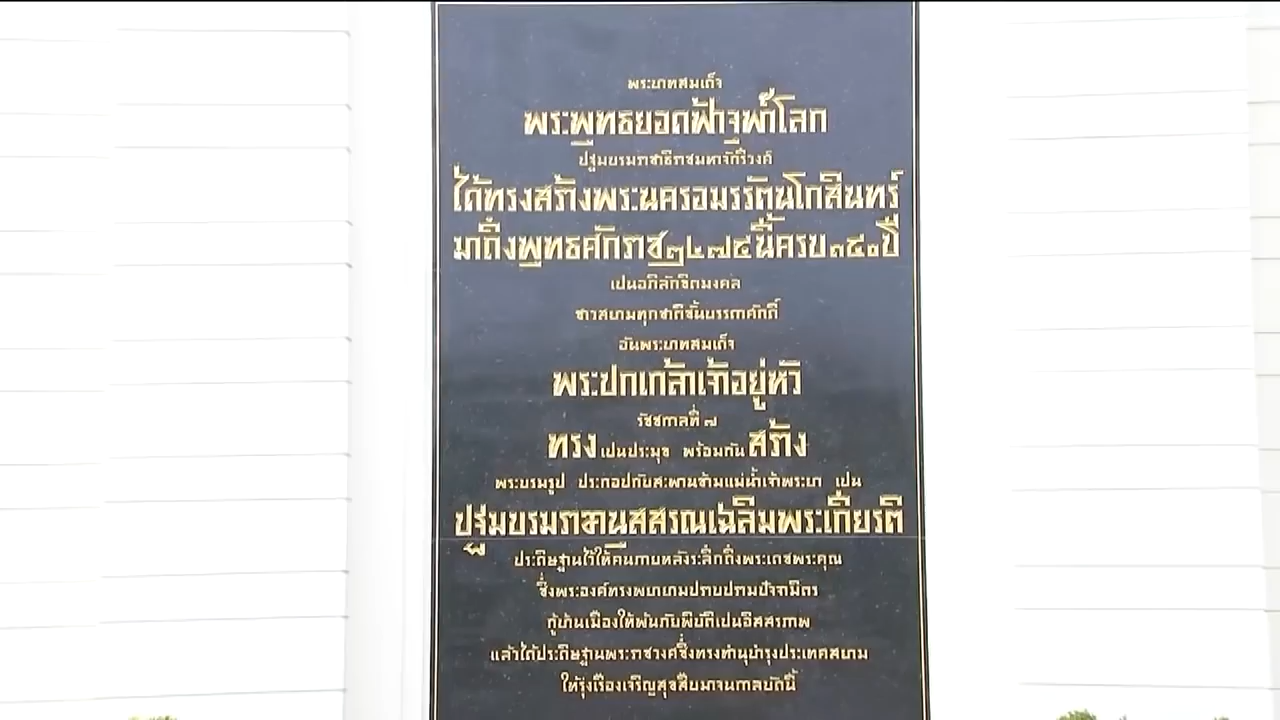 พระบาทสมเด็จ
พระพุทธยอดฟ้าจุฬาโลก
ปฐมบรมราชาธิราชมหาจักรีวงศ์
ได้ทรงสร้างพระนครอมรรัตนโกสินทร์
มาถึงพุทธศักราช ๒๔๗๔ นี้ครบ ๑๕๐ ปี
เปนอภิลักขิตมงคล
ชาวสยามทุกชาติชั้นบรรดาศักดิ์
อันพระบาทสมเด็จ
พระปกเกล้าเจ้าอยู่หัว
รัชชกาลที่ ๗
ทรง เปนประมุข พร้อมกัน สร้าง
พระบรมรูป ประกอปกับสะพานข้ามแม่น้ำเจ้าพระยา เปน
ปฐมบรมราชานุสสรณเฉลิมพระเกียรติ
ประดิษฐานไว้ให้คนภายหลังระลึกถึงพระเดชพระคุณ
ซึ่งพระองค์ทรงพยายามปราบปรามปัจจามิตร
กู้บ้านเมืองให้พ้นภัยพิบัติเปนอิสสรภาพ
แล้วได้ประดิษฐานพระราชวงศซึ่งทรงทำนุบำรุงประเทศสยาม
ให้รุ่งเรืองเจริญสุขสืบมาจนกาลบัดนี้